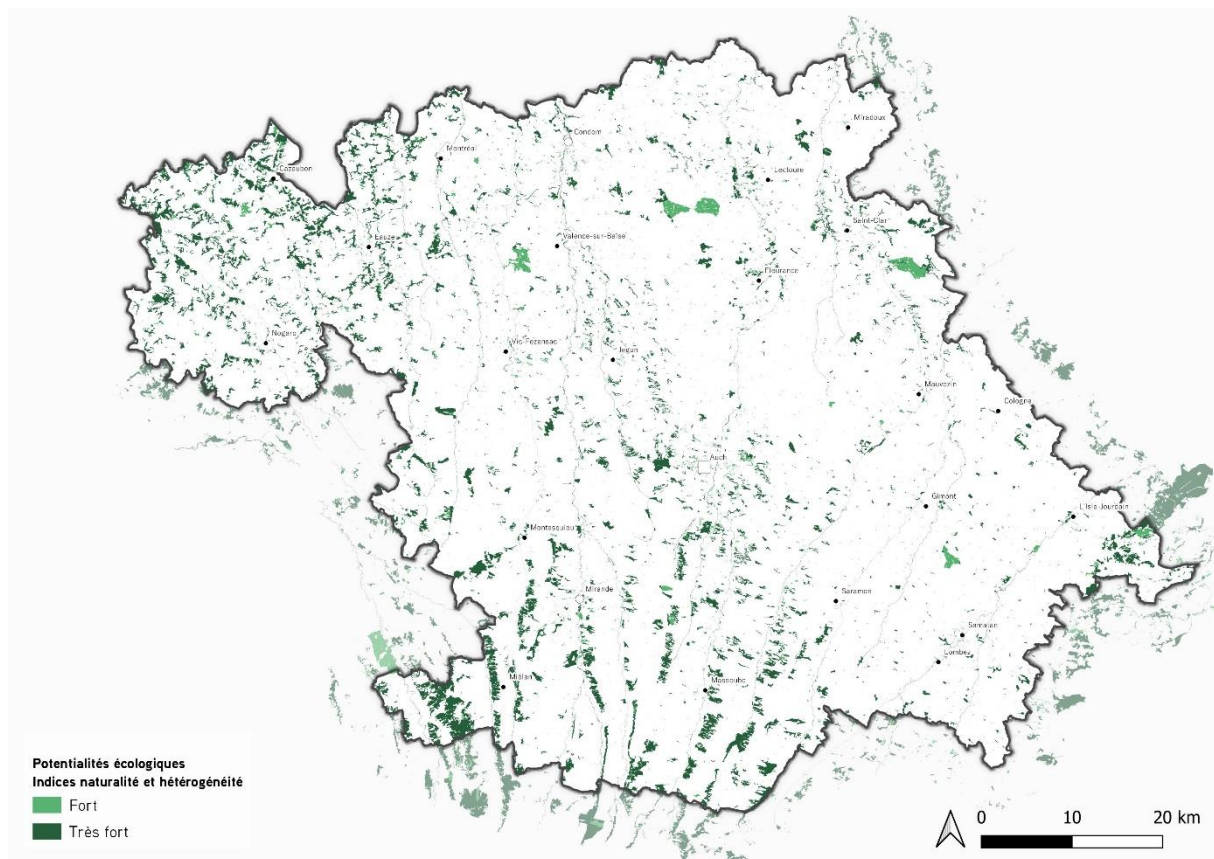 Miradoux
Condom
Montréal
Cazaubon
Lectoure
Saint-Clar
Eauze
Valence-sur-Baïse
Fleurance
Nogaro
Vic-Fezensac
Jegun
Mauvezin
Cologne
Auch
Gimont
L'Isle-Jourdain
Montesquiou
Mirande
Saramon
Samatan
Lombez
Miélan
Masseube
Potentialités écologiques
Indices naturalité et hétérogénéité
Fort
Très fort
0 10 20 km